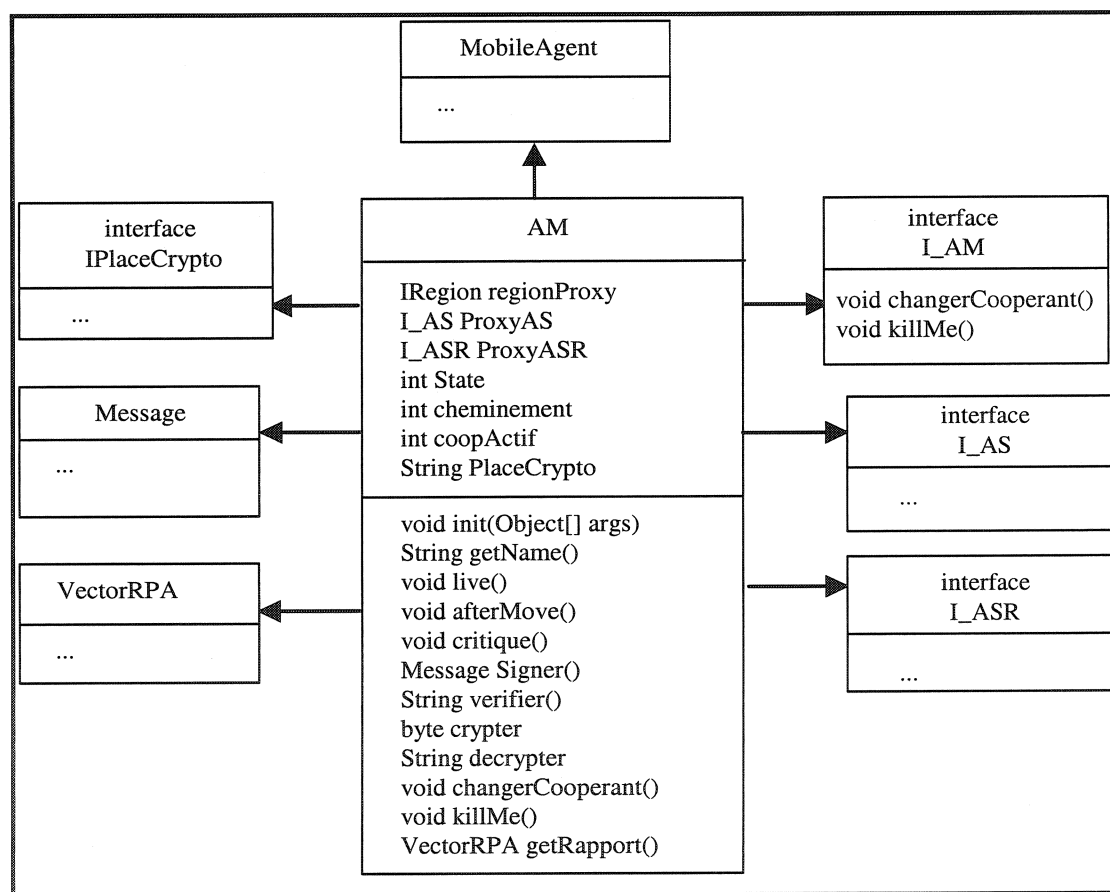 MobileAgent
...
interface
IPlaceCrypto
...
Message
...
VectorRPA
...
AM
IRegion regionProxy
I_AS ProxyAS
I_ASR ProxyASR
int State
int cheminement
int coopActif
String PlaceCrypto
void init(Object[] args)
String getName()
void live()
void afterMove()
void critique()
Message Signer()
String verifier()
byte crypter
String decrypter
void changerCooperant()
void killMe()
VectorRPA getRapport()
interface
I_AM
void changerCooperant()
void killMe()
interface
I_AS
...
interface
I_ASR
...